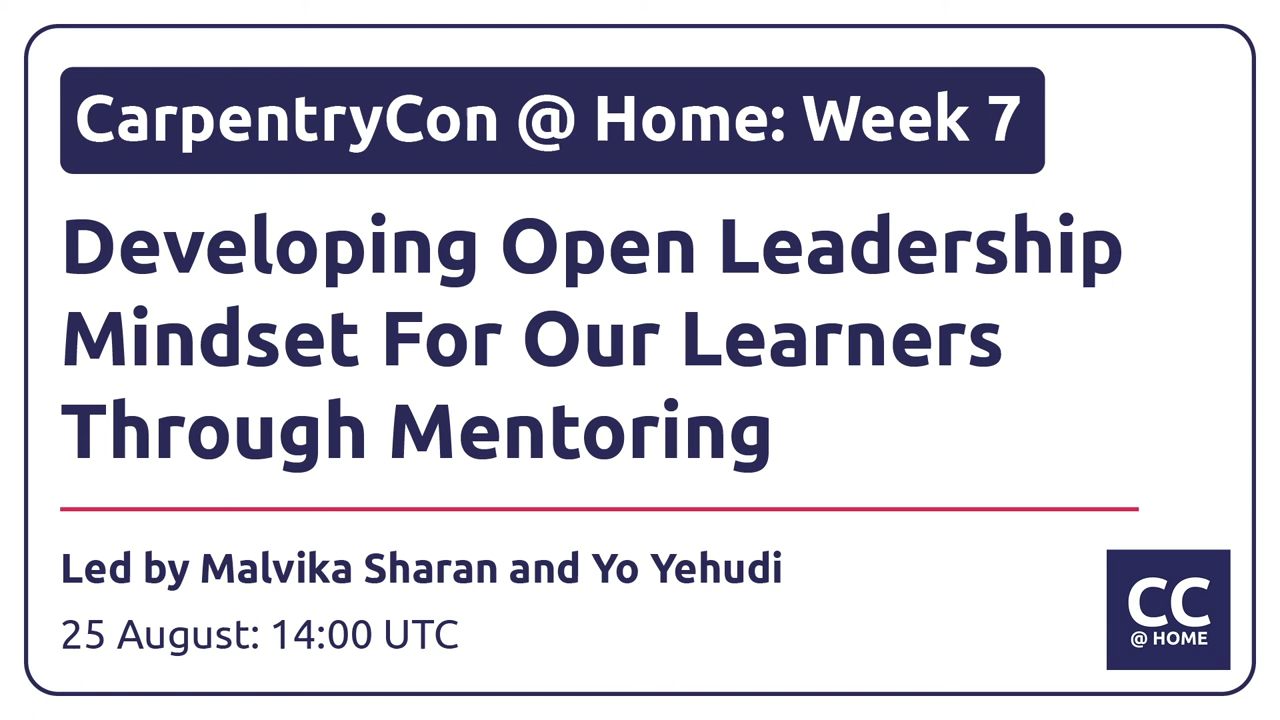 CarpentryCon @ Home: Week 7
Developing Open Leadership
Mindset For Our Learners
Through Mentoring
Led by Malvika Sharan and Yo Yehudi
25 August: 14:00 UTC
CC
@ HOME